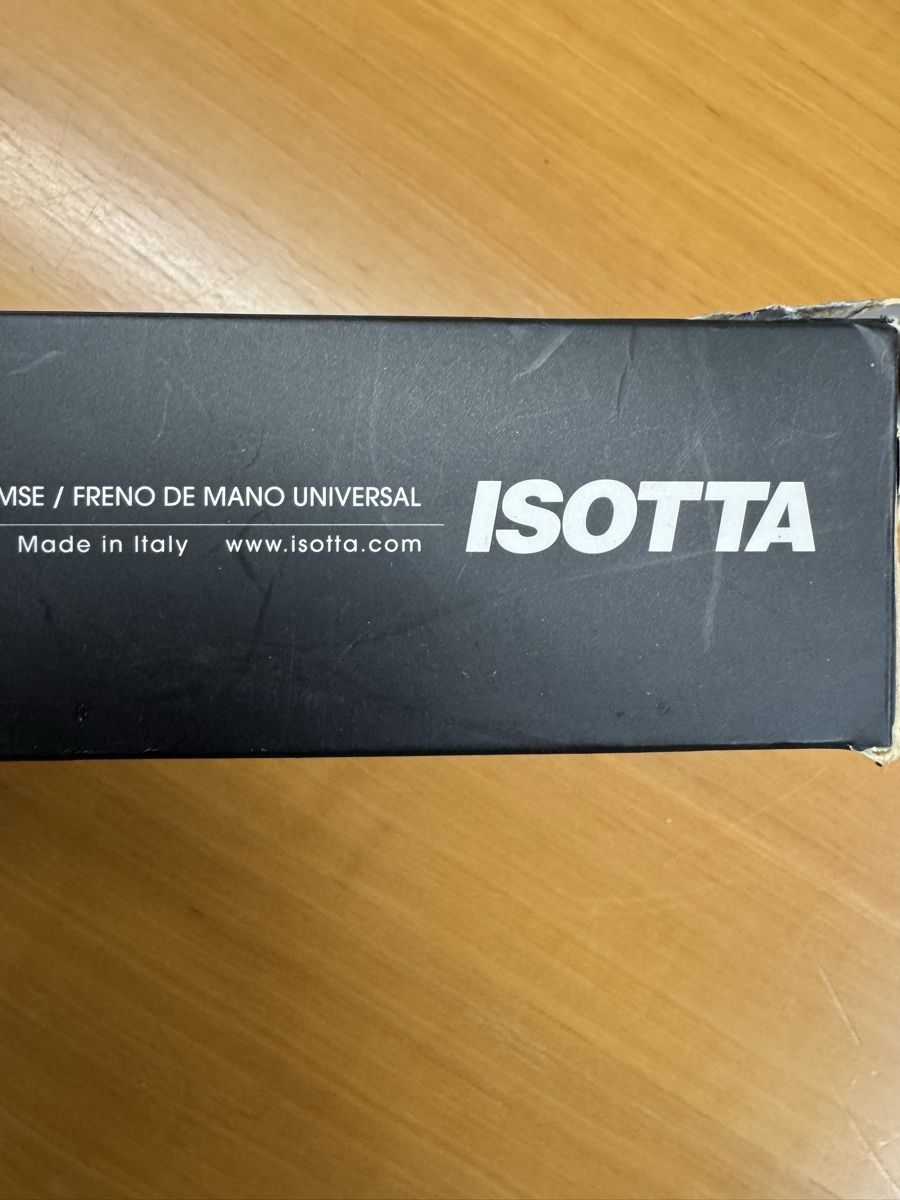 MSE / FRENO DE MANO UNIVERSAL
Made in Italy www.isotta.com
ISOTTA